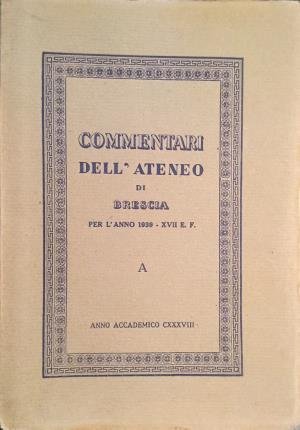 COMMENTARI
DELL' ATENEO
DI
BRESCIA
PER L'ANNO 1939 - XVII E. F.
A
ANNO ACCADEMICO CXXXVIII